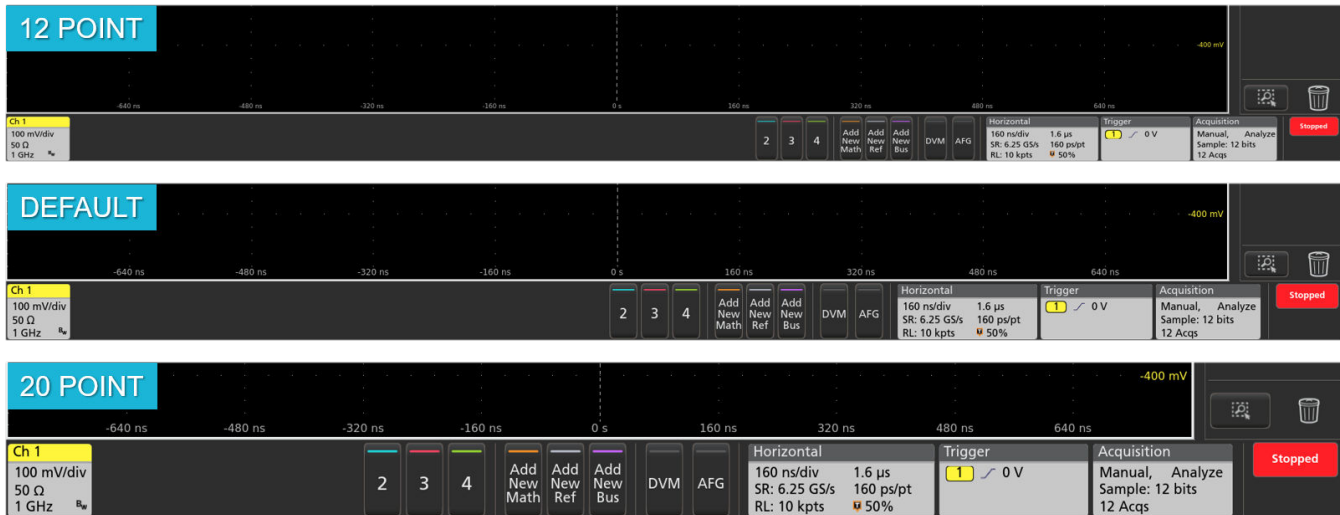 12 POINT
-400 mV
-640 ns -480 ns -320 ns -160 ns 0 s 160 ns 320 ns 480 ns 640 ns
Ch 1
100 mV/div
50 Ω
1 GHz Bw
2 3 4
Add New Math
Add New Ref
Add New Bus
DVM AFG
Horizontal
160 ns/div 1.6 µs
SR: 6.25 GS/s 160 ps/pt
RL: 10 kpts 50%
Trigger
1 0 V
Acquisition
Manual, Analyze
Sample: 12 bits
12 Acqs
Stopped
DEFAULT
-400 mV
-640 ns -480 ns -320 ns -160 ns 0 s 160 ns 320 ns 480 ns 640 ns
Ch 1
100 mV/div
50 Ω
1 GHz Bw
2 3 4
Add New Math
Add New Ref
Add New Bus
DVM AFG
Horizontal
160 ns/div 1.6 µs
SR: 6.25 GS/s 160 ps/pt
RL: 10 kpts 50%
Trigger
1 0 V
Acquisition
Manual, Analyze
Sample: 12 bits
12 Acqs
Stopped
20 POINT
-400 mV
-640 ns -480 ns -320 ns -160 ns 0 s 160 ns 320 ns 480 ns 640 ns
Ch 1
100 mV/div
50 Ω
1 GHz Bw
2 3 4
Add New Math
Add New Ref
Add New Bus
DVM AFG
Horizontal
160 ns/div 1.6 µs
SR: 6.25 GS/s 160 ps/pt
RL: 10 kpts 50%
Trigger
1 0 V
Acquisition
Manual, Analyze
Sample: 12 bits
12 Acqs
Stopped